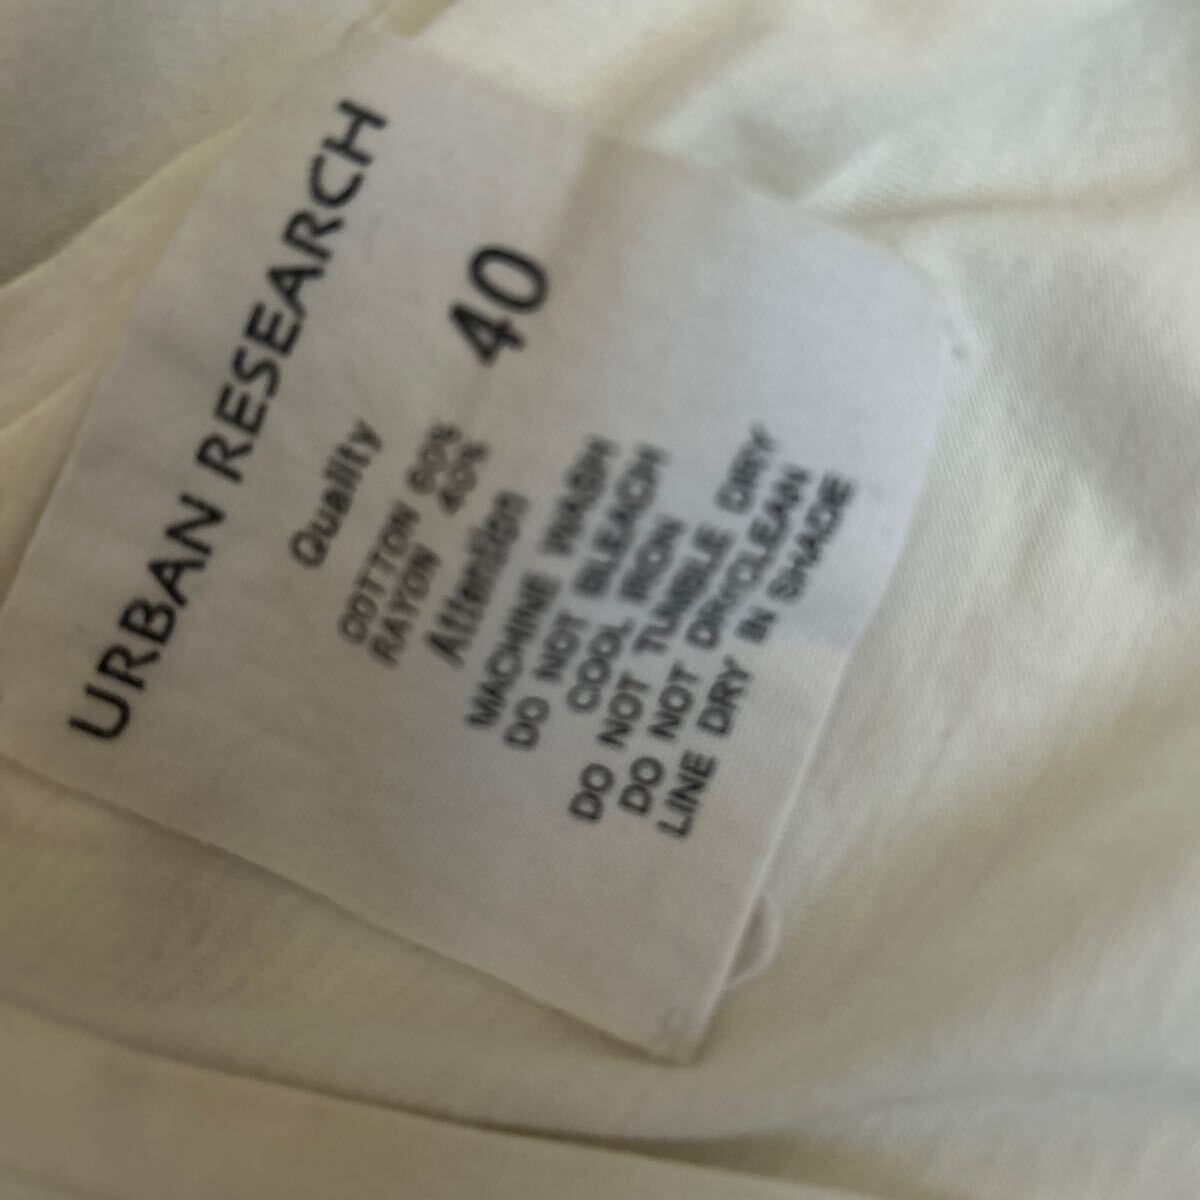 URBAN RESEARCH
40
Quality
COTTON 60%
RAYON 40%
Attention
MACHINE WASH
DO NOT BLEACH
COOL IRON
DO NOT TUMBLE DRY
DO NOT DRYCLEAN
LINE DRY IN SHADE